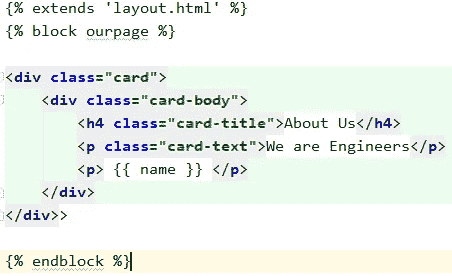 {% extends 'layout.html' %}
{% block ourpage %}
<div class="card">
<div class="card-body">
<h4 class="card-title">About Us</h4>
<p class="card-text">We are Engineers</p>
<p> {{ name }} </p>
</div>
</div>>
{% endblock %}